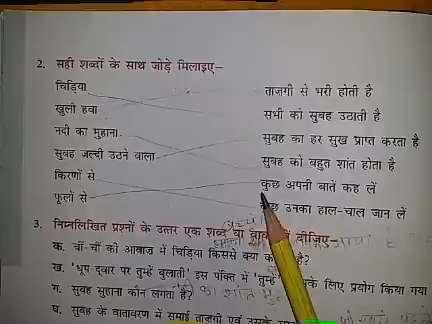 2. सही शब्दों के साथ जोड़े मिलाइए–
चिड़िया ताज़गी से भरी होती है
खुली हवा सभी को सुबह उठाती है
नदी का मुहाना सुबह का हर सुख प्राप्त करता है
सुबह जल्दी उठने वाला सुबह को बहुत शांत होता है
किरणों से कुछ अपनी बातें कह लें
फूलों से कुछ उनका हाल-चाल जान लें
3. निम्नलिखित प्रश्नों के उत्तर एक शब्द या में दीजिए–
क. चीं-चीं की आवाज़ में चिड़िया किससे क्या है?
ख. 'धूप दुवार पर तुम्हें बुलाती' इस पंक्ति में 'तुम्हें के लिए प्रयोग किया गया
ग. सुबह सुहाना कौन लगता है? का शांत
घ. सुबह के वातावरण में समाई ताज़गी एवं उसके